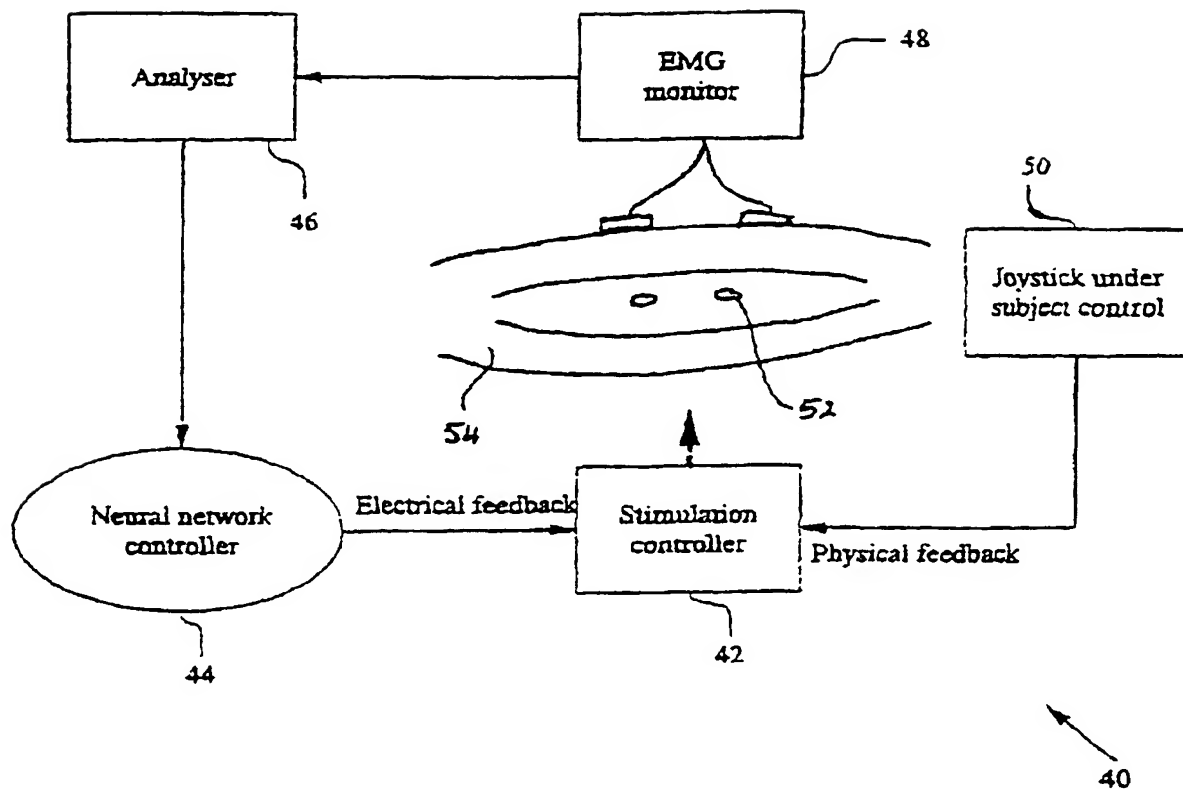 Analyser
EMG
monitor
48
46
50
Joystick under
subject control
54
52
Neural network
controller
Electrical feedback
Stimulation
controller
Physical feedback
44
42
40